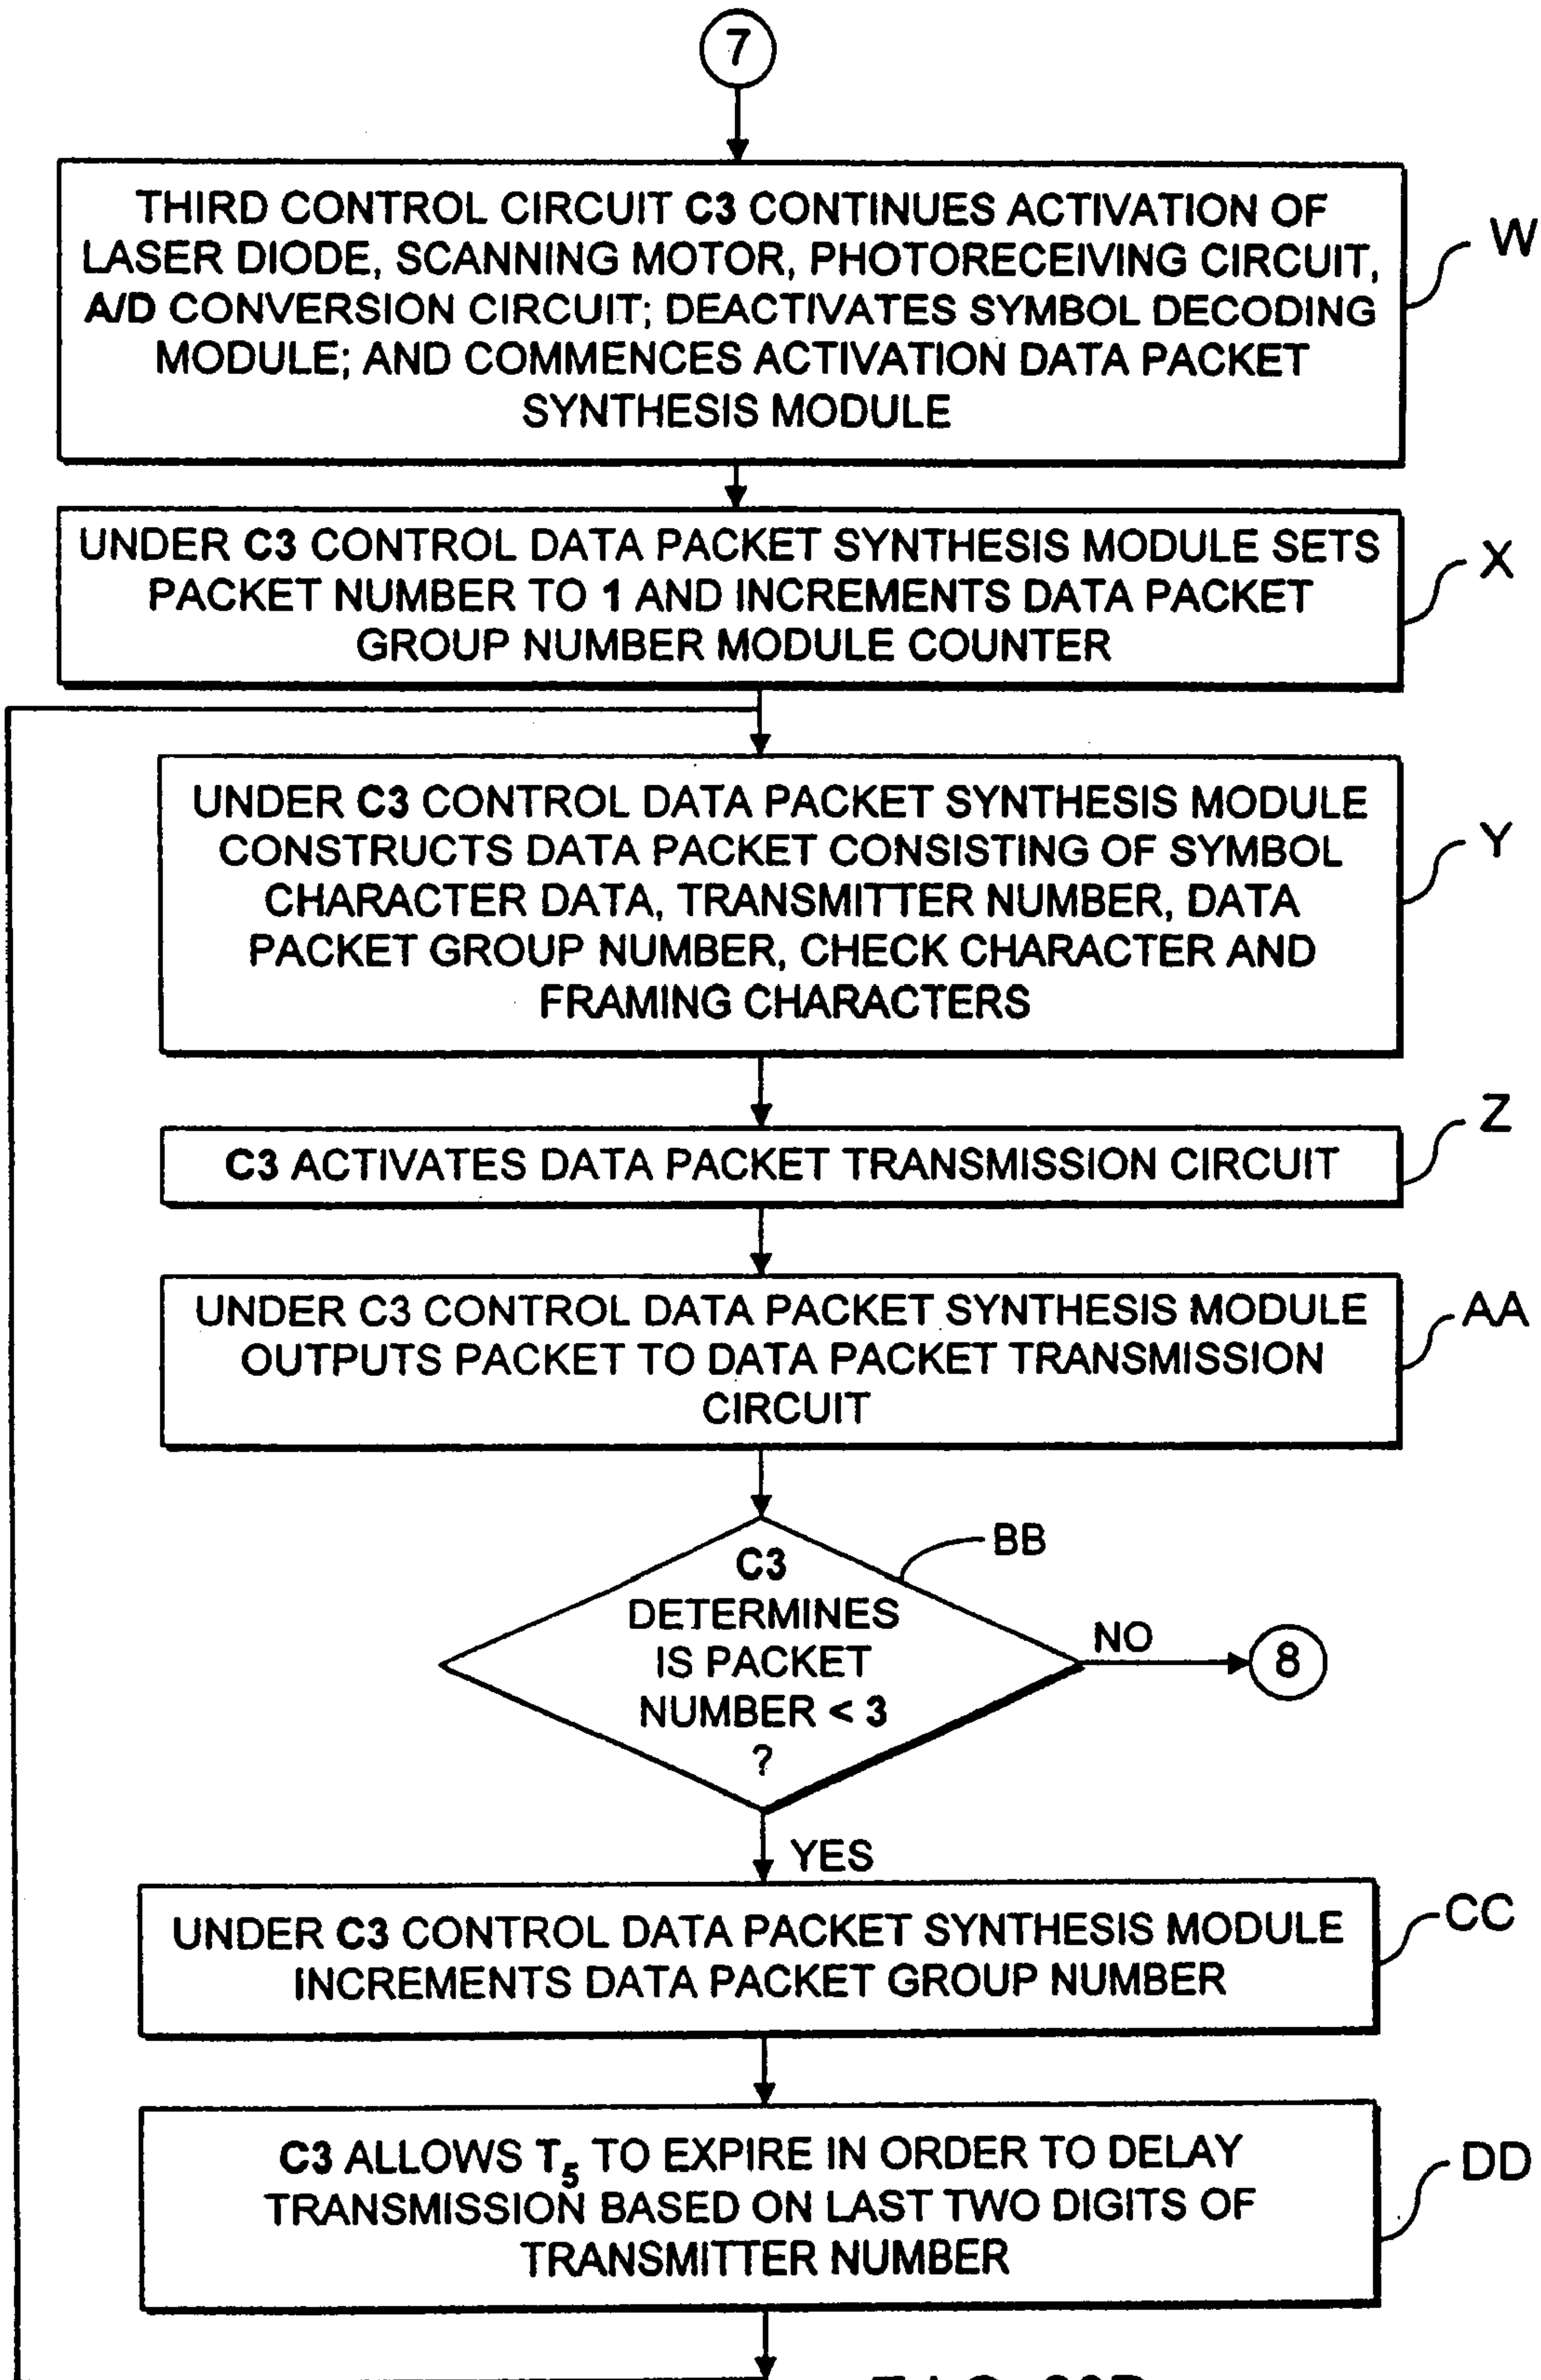 7
THIRD CONTROL CIRCUIT C3 CONTINUES ACTIVATION OF
LASER DIODE, SCANNING MOTOR, PHOTORECEIVING CIRCUIT,
A/D CONVERSION CIRCUIT; DEACTIVATES SYMBOL DECODING
MODULE; AND COMMENCES ACTIVATION DATA PACKET
SYNTHESIS MODULE
W
UNDER C3 CONTROL DATA PACKET SYNTHESIS MODULE SETS
PACKET NUMBER TO 1 AND INCREMENTS DATA PACKET
GROUP NUMBER MODULE COUNTER
X
UNDER C3 CONTROL DATA PACKET SYNTHESIS MODULE
CONSTRUCTS DATA PACKET CONSISTING OF SYMBOL
CHARACTER DATA, TRANSMITTER NUMBER, DATA
PACKET GROUP NUMBER, CHECK CHARACTER AND
FRAMING CHARACTERS
Y
C3 ACTIVATES DATA PACKET TRANSMISSION CIRCUIT
Z
UNDER C3 CONTROL DATA PACKET SYNTHESIS MODULE
OUTPUTS PACKET TO DATA PACKET TRANSMISSION
CIRCUIT
AA
C3
DETERMINES
IS PACKET
NUMBER < 3
?
BB
NO
8
YES
UNDER C3 CONTROL DATA PACKET SYNTHESIS MODULE
INCREMENTS DATA PACKET GROUP NUMBER
CC
C3 ALLOWS T5 TO EXPIRE IN ORDER TO DELAY
TRANSMISSION BASED ON LAST TWO DIGITS OF
TRANSMITTER NUMBER
DD